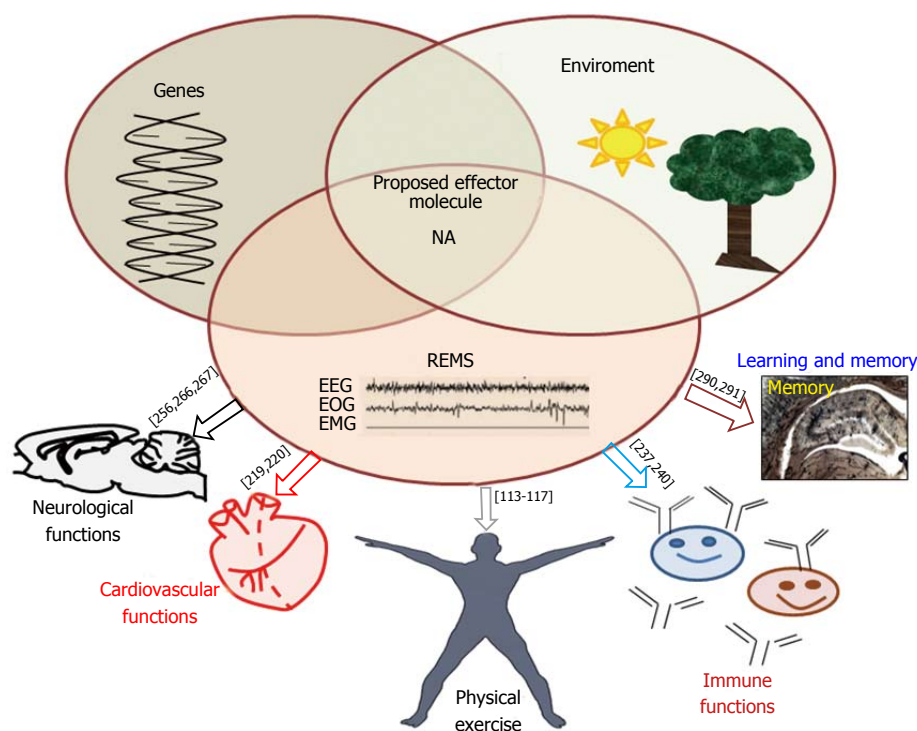 Genes
Enviroment
Proposed effector
molecule
NA
REMS
EEG
EOG
EMG
[256,266,267]
[219,220]
[113-117]
[237,240]
[290,291]
Learning and memory
Memory
Neurological
functions
Cardiovascular
functions
Physical
exercise
Immune
functions